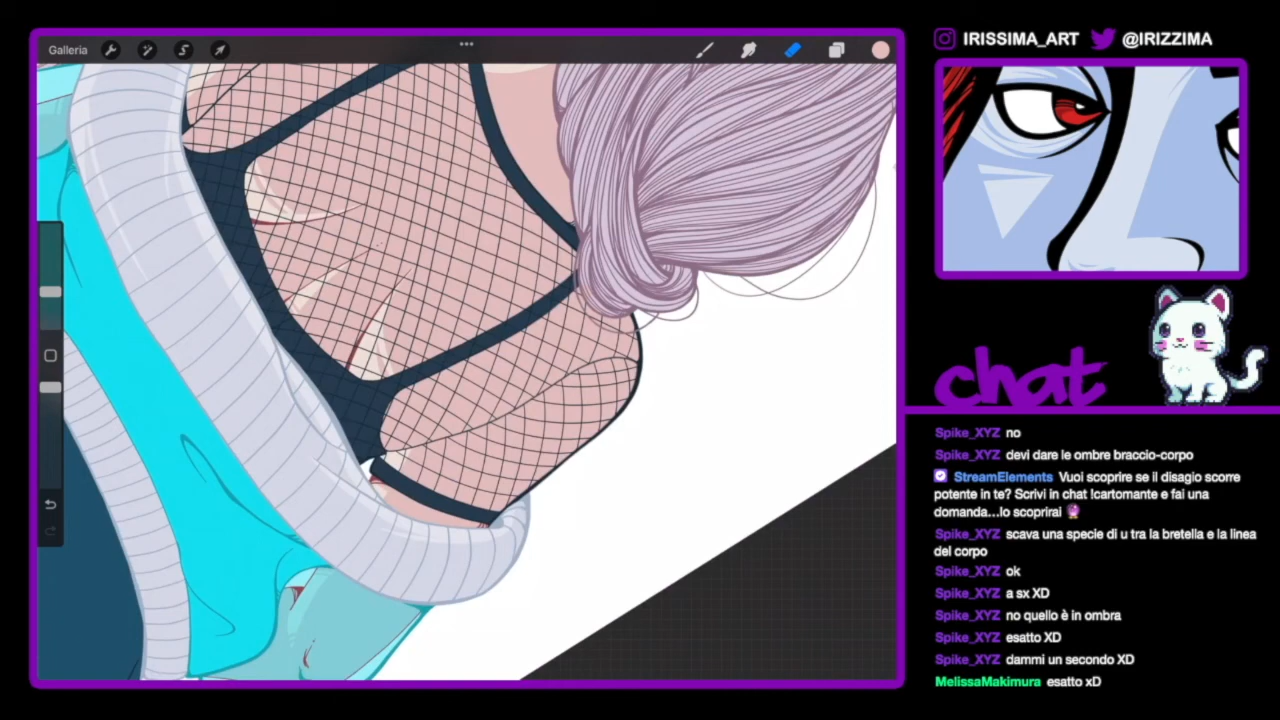 Galleria
IRISSIMA_ART @IRIZZIMA
chat
Spike_XYZ no
Spike_XYZ devi dare le ombre braccio-corpo
StreamElements Vuoi scoprire se il disagio scorre
potente in te? Scrivi in chat !cartomante e fai una
domanda...lo scoprirai 🔮
Spike_XYZ scava una specie di u tra la bretella e la linea
del corpo
Spike_XYZ ok
Spike_XYZ a sx XD
Spike_XYZ no quello è in ombra
Spike_XYZ esatto XD
Spike_XYZ dammi un secondo XD
MelissaMakimura esatto xD